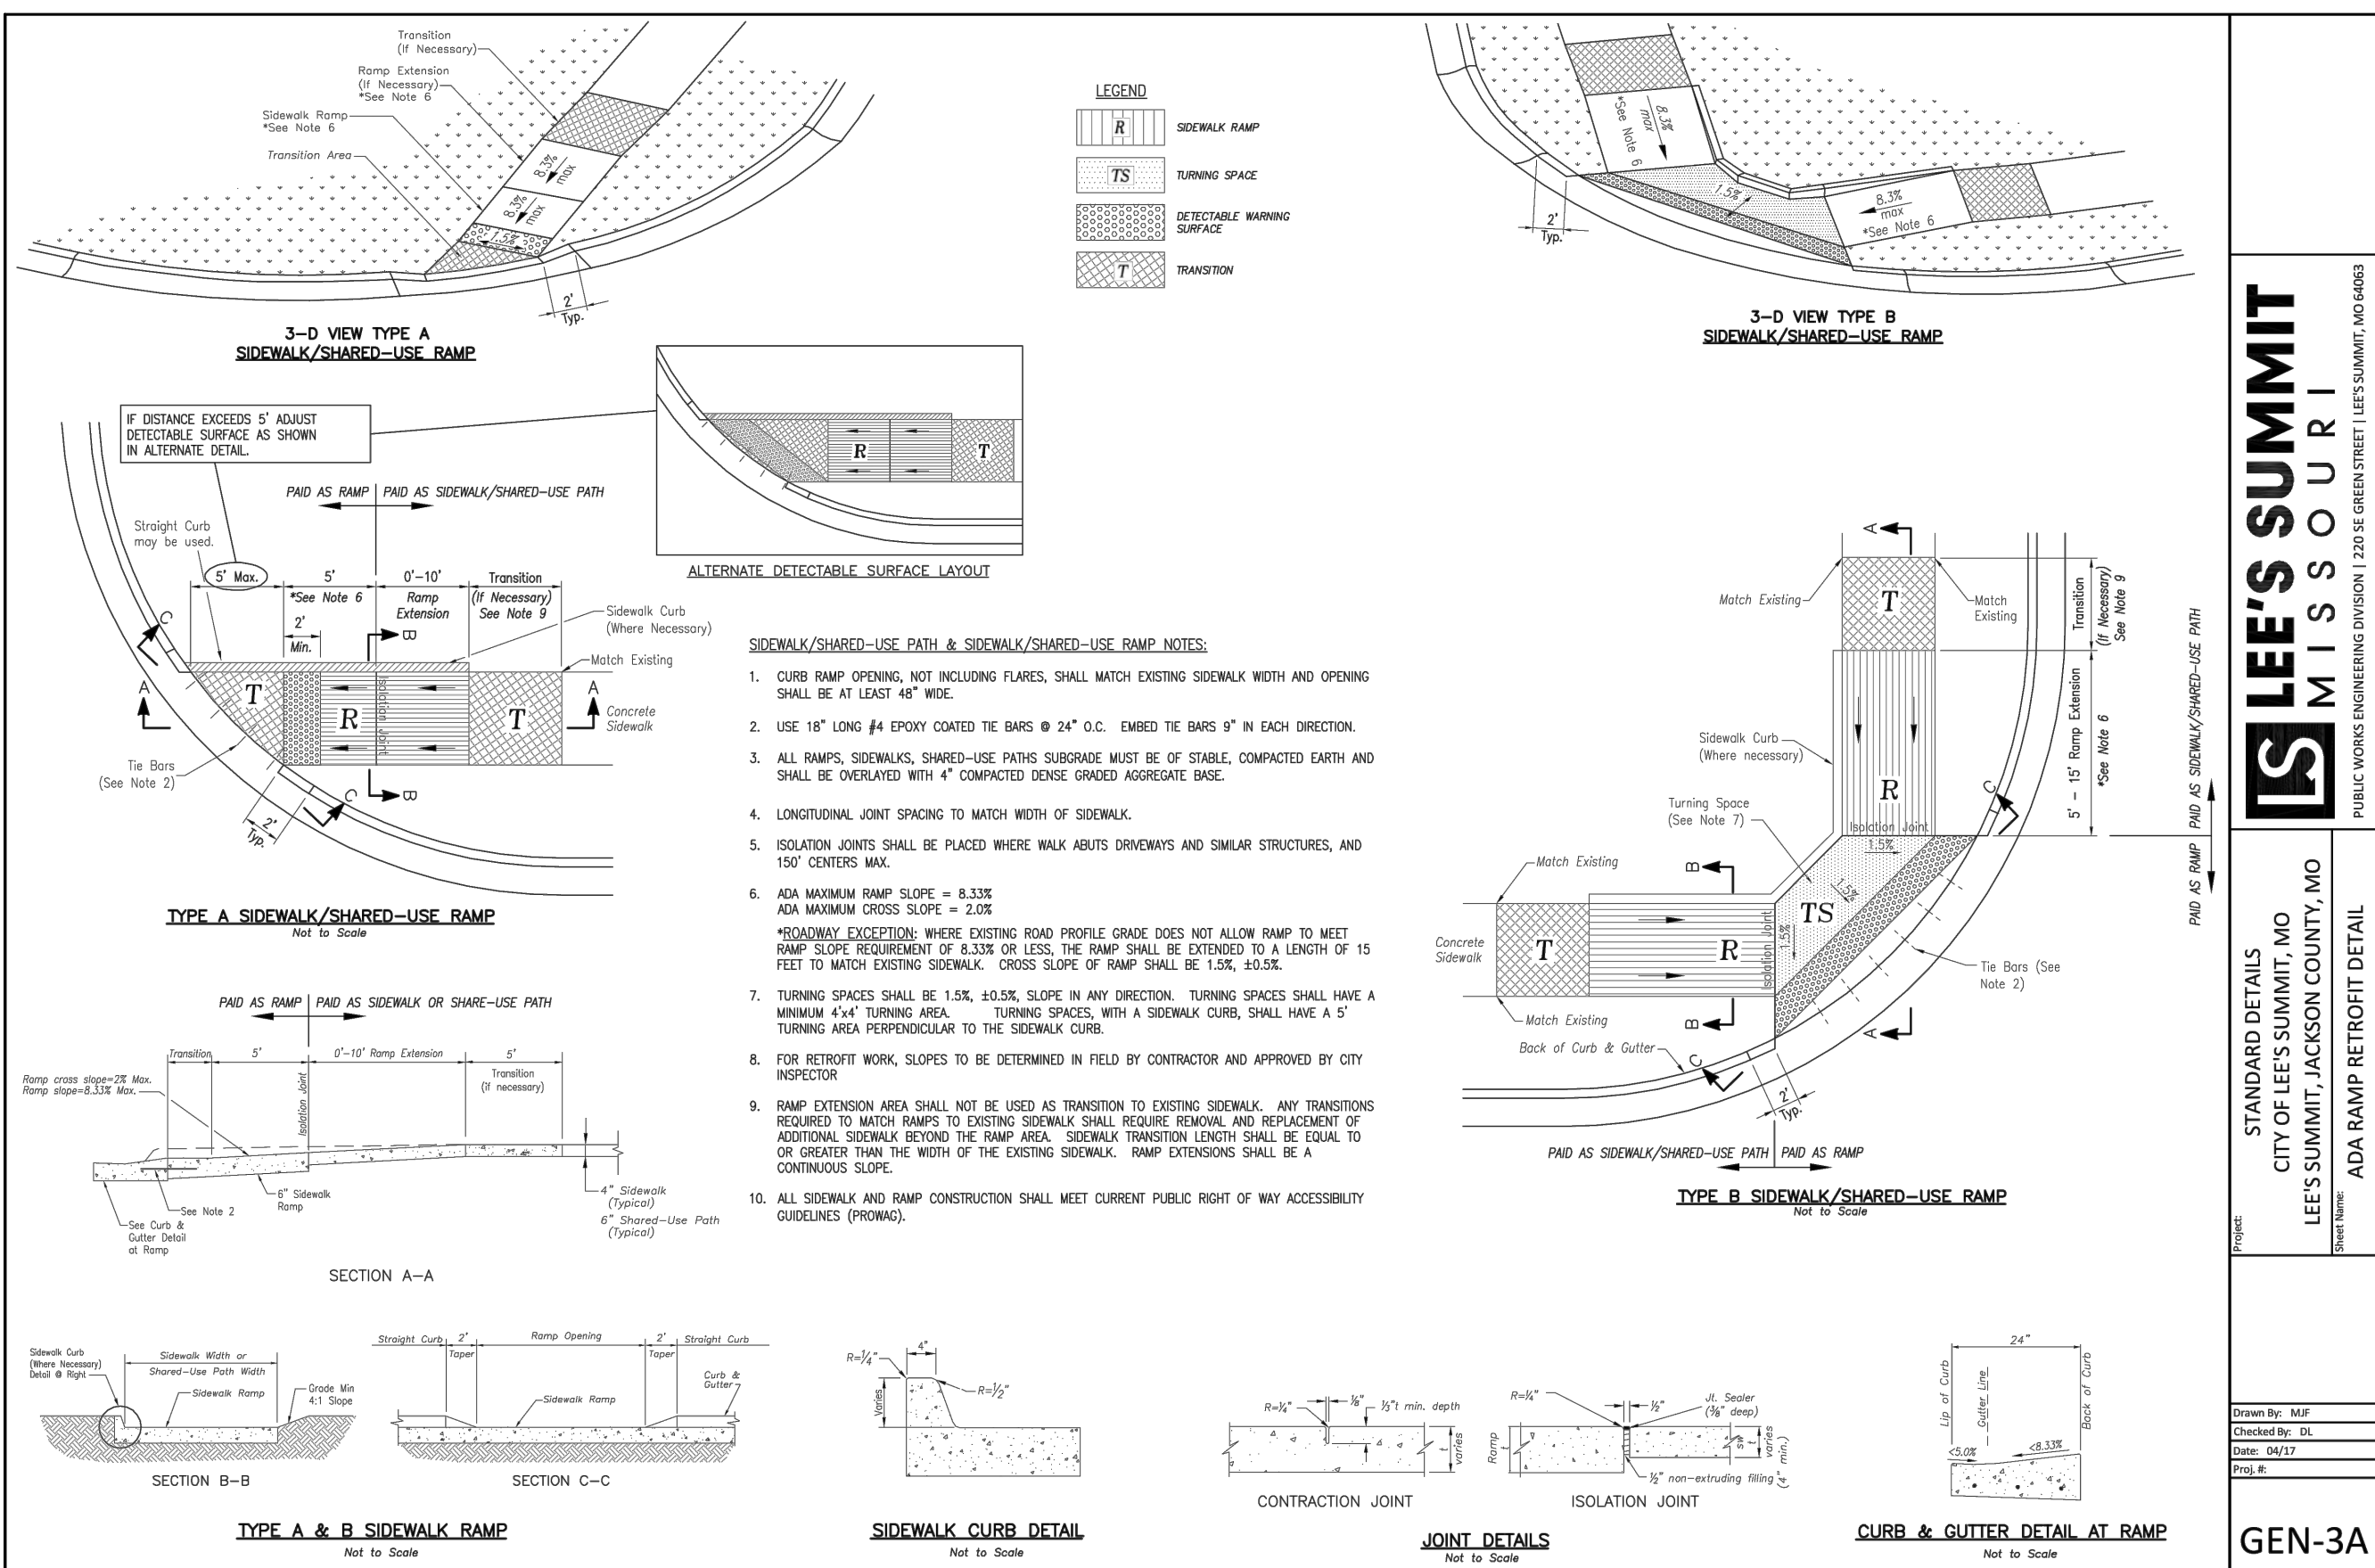 Transition
(If Necessary)
Ramp Extension
(If Necessary)
*See Note 6
Sidewalk Ramp
*See Note 6
Transition Area
8.3%
max
8.3%
max
1.5%
2'
Typ.
3-D VIEW TYPE A
SIDEWALK/SHARED-USE RAMP
LEGEND
R
SIDEWALK RAMP
TS
TURNING SPACE
DETECTABLE WARNING
SURFACE
T
TRANSITION
8.3%
max
*See Note 6
1.5%
8.3%
max
*See Note 6
2'
Typ.
3-D VIEW TYPE B
SIDEWALK/SHARED-USE RAMP
IF DISTANCE EXCEEDS 5' ADJUST
DETECTABLE SURFACE AS SHOWN
IN ALTERNATE DETAIL.
R
T
ALTERNATE DETECTABLE SURFACE LAYOUT
PAID AS RAMP
PAID AS SIDEWALK/SHARED-USE PATH
Straight Curb
may be used.
5' Max.
5'
*See Note 6
0'-10'
Ramp
Extension
Transition
(If Necessary)
See Note 9
2'
Min.
B
Sidewalk Curb
(Where Necessary)
Match Existing
C
A
T
R
Isolation Joint
T
A
Concrete
Sidewalk
Tie Bars
(See Note 2)
B
C
2'
Typ.
TYPE A SIDEWALK/SHARED-USE RAMP
Not to Scale
SIDEWALK/SHARED-USE PATH & SIDEWALK/SHARED-USE RAMP NOTES:
1. CURB RAMP OPENING, NOT INCLUDING FLARES, SHALL MATCH EXISTING SIDEWALK WIDTH AND OPENING
SHALL BE AT LEAST 48" WIDE.
2. USE 18" LONG #4 EPOXY COATED TIE BARS @ 24" O.C. EMBED TIE BARS 9" IN EACH DIRECTION.
3. ALL RAMPS, SIDEWALKS, SHARED-USE PATHS SUBGRADE MUST BE OF STABLE, COMPACTED EARTH AND
SHALL BE OVERLAYED WITH 4" COMPACTED DENSE GRADED AGGREGATE BASE.
4. LONGITUDINAL JOINT SPACING TO MATCH WIDTH OF SIDEWALK.
5. ISOLATION JOINTS SHALL BE PLACED WHERE WALK ABUTS DRIVEWAYS AND SIMILAR STRUCTURES, AND
150' CENTERS MAX.
6. ADA MAXIMUM RAMP SLOPE = 8.33%
ADA MAXIMUM CROSS SLOPE = 2.0%
*ROADWAY EXCEPTION: WHERE EXISTING ROAD PROFILE GRADE DOES NOT ALLOW RAMP TO MEET
RAMP SLOPE REQUIREMENT OF 8.33% OR LESS, THE RAMP SHALL BE EXTENDED TO A LENGTH OF 15
FEET TO MATCH EXISTING SIDEWALK. CROSS SLOPE OF RAMP SHALL BE 1.5%, ±0.5%.
7. TURNING SPACES SHALL BE 1.5%, ±0.5%, SLOPE IN ANY DIRECTION. TURNING SPACES SHALL HAVE A
MINIMUM 4'x4' TURNING AREA. TURNING SPACES, WITH A SIDEWALK CURB, SHALL HAVE A 5'
TURNING AREA PERPENDICULAR TO THE SIDEWALK CURB.
8. FOR RETROFIT WORK, SLOPES TO BE DETERMINED IN FIELD BY CONTRACTOR AND APPROVED BY CITY
INSPECTOR
9. RAMP EXTENSION AREA SHALL NOT BE USED AS TRANSITION TO EXISTING SIDEWALK. ANY TRANSITIONS
REQUIRED TO MATCH RAMPS TO EXISTING SIDEWALK SHALL REQUIRE REMOVAL AND REPLACEMENT OF
ADDITIONAL SIDEWALK BEYOND THE RAMP AREA. SIDEWALK TRANSITION LENGTH SHALL BE EQUAL TO
OR GREATER THAN THE WIDTH OF THE EXISTING SIDEWALK. RAMP EXTENSIONS SHALL BE A
CONTINUOUS SLOPE.
10. ALL SIDEWALK AND RAMP CONSTRUCTION SHALL MEET CURRENT PUBLIC RIGHT OF WAY ACCESSIBILITY
GUIDELINES (PROWAG).
A
Match Existing
T
Match
Existing
Transition
(If Necessary)
See Note 9
Sidewalk Curb
(Where necessary)
R
5' - 15' Ramp Extension
*See Note 6
PAID AS SIDEWALK/SHARED-USE PATH
PAID AS RAMP
C
Turning Space
(See Note 7)
Isolation Joint
1.5%
Match Existing
B
1.5%
TS
Concrete
Sidewalk
T
R
Isolation Joint
1.5%
Tie Bars (See
Note 2)
Match Existing
B
Back of Curb & Gutter
A
C
2'
Typ.
PAID AS SIDEWALK/SHARED-USE PATH
PAID AS RAMP
TYPE B SIDEWALK/SHARED-USE RAMP
Not to Scale
PAID AS RAMP
PAID AS SIDEWALK OR SHARE-USE PATH
Transition
5'
0'-10' Ramp Extension
5'
Transition
(if necessary)
Ramp cross slope=2% Max.
Ramp slope=8.33% Max.
Isolation Joint
6" Sidewalk
Ramp
See Note 2
See Curb &
Gutter Detail
at Ramp
4" Sidewalk
(Typical)
6" Shared-Use Path
(Typical)
SECTION A-A
Sidewalk Curb
(Where Necessary)
Detail @ Right
Sidewalk Width or
Shared-Use Path Width
Sidewalk Ramp
Grade Min
4:1 Slope
SECTION B-B
Straight Curb
2'
Taper
Ramp Opening
2'
Taper
Straight Curb
Curb &
Gutter
Sidewalk Ramp
SECTION C-C
TYPE A & B SIDEWALK RAMP
Not to Scale
4"
R=¼"
R=½"
Varies
SIDEWALK CURB DETAIL
Not to Scale
R=¼"
⅛"
⅓"t min. depth
t
varies
CONTRACTION JOINT
R=¼"
½"
Jt. Sealer
(⅜" deep)
Ramp
t
sw
t
varies
(4" min.)
½" non-extruding filling
ISOLATION JOINT
JOINT DETAILS
Not to Scale
24"
Lip of Curb
Gutter Line
Back of Curb
<5.0%
<8.33%
CURB & GUTTER DETAIL AT RAMP
Not to Scale
LS LEE'S SUMMIT
MISSOURI
PUBLIC WORKS ENGINEERING DIVISION | 220 SE GREEN STREET | LEE'S SUMMIT, MO 64063
Project:
STANDARD DETAILS
CITY OF LEE'S SUMMIT, MO
LEE'S SUMMIT, JACKSON COUNTY, MO
Sheet Name:
ADA RAMP RETROFIT DETAIL
Drawn By: MJF
Checked By: DL
Date: 04/17
Proj. #:
GEN-3A